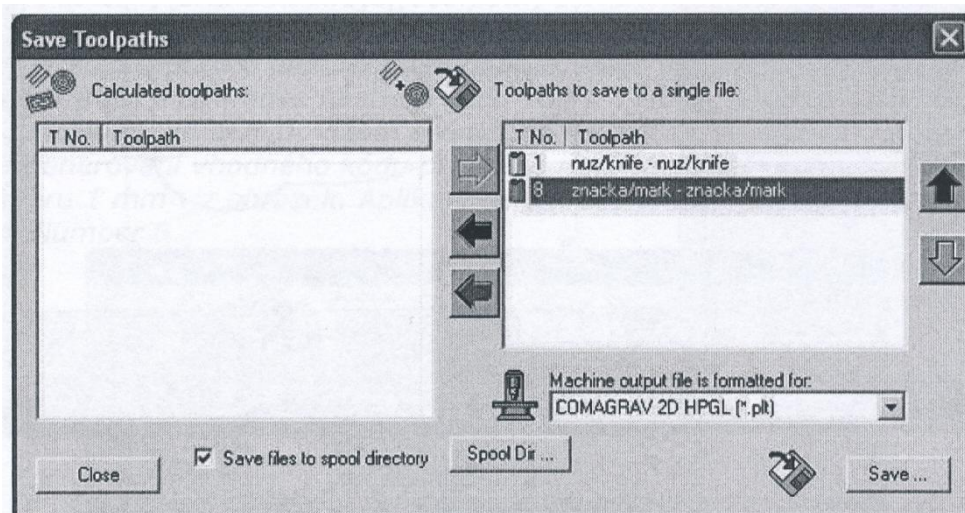 Save Toolpaths
Calculated toolpaths:
Toolpaths to save to a single file:
T No. Toolpath
T No. Toolpath
1 nuz/knife - nuz/knife
8 znacka/mark - znacka/mark
Machine output file is formatted for:
COMAGRAV 2D HPGL (*.plt)
Save files to spool directory
Spool Dir ...
Close
Save ...